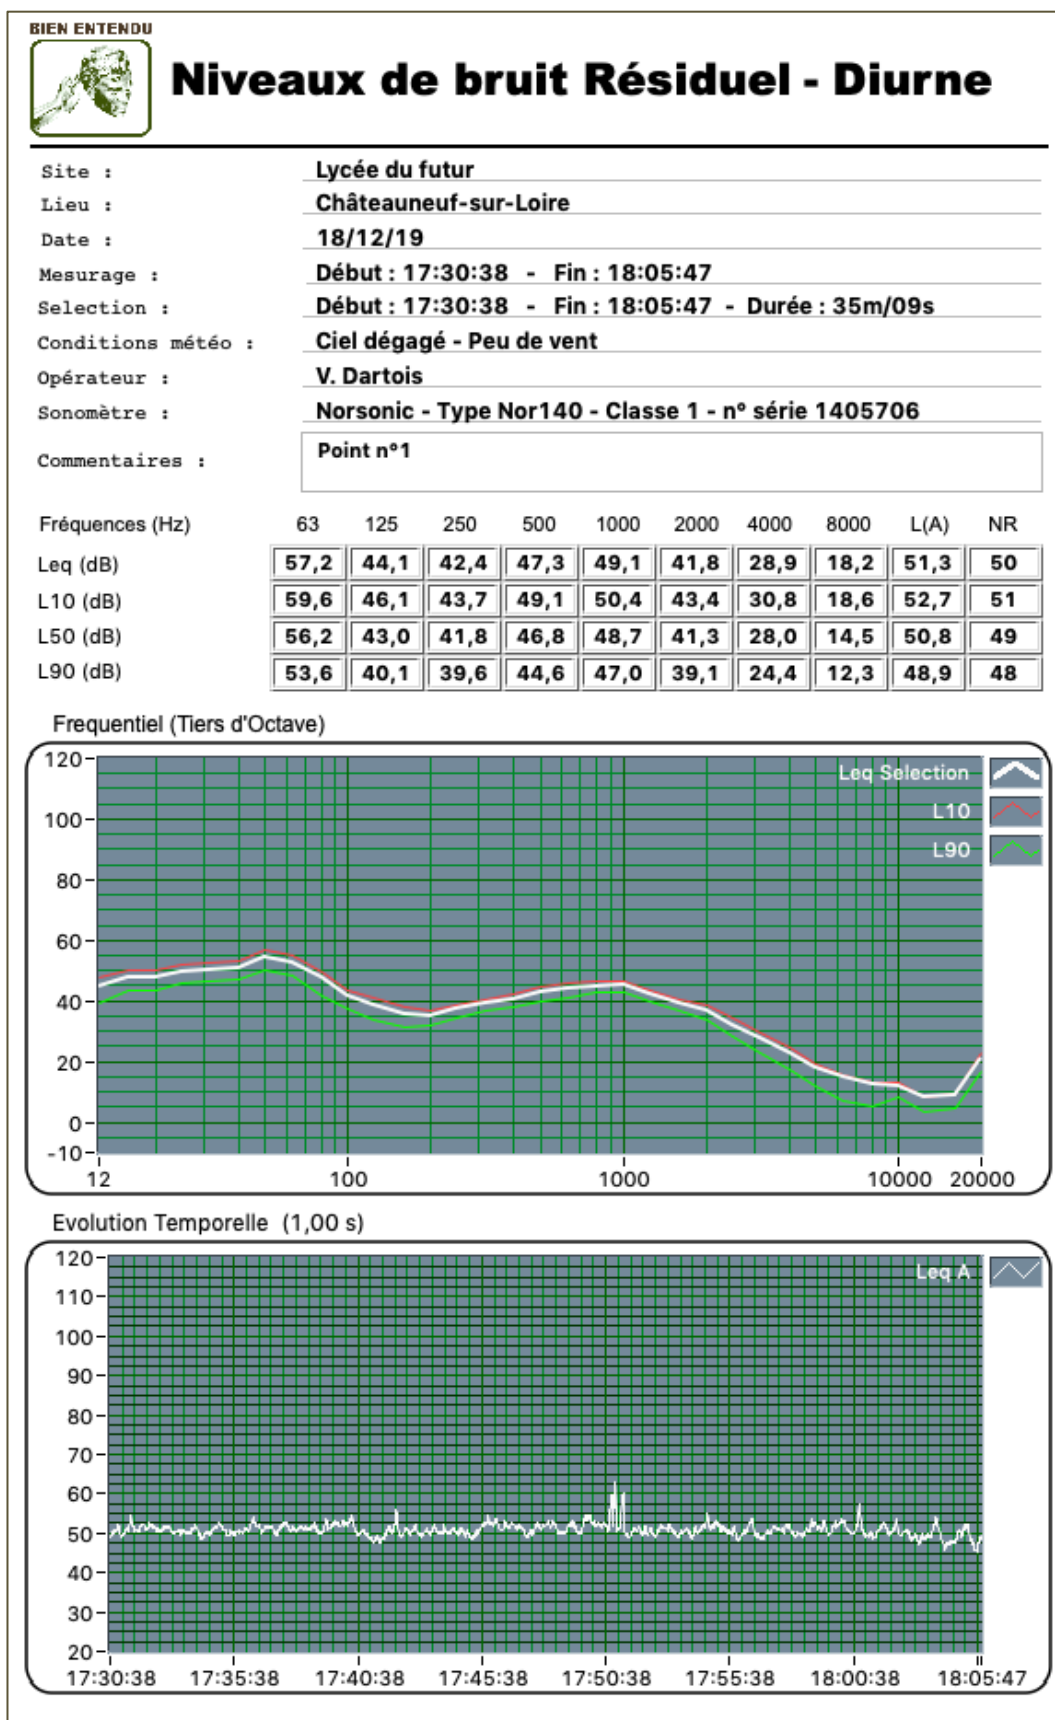 BIEN ENTENDU
Niveaux de bruit Résiduel - Diurne
Site : Lycée du futur
Lieu : Châteauneuf-sur-Loire
Date : 18/12/19
Mesurage : Début : 17:30:38 - Fin : 18:05:47
Selection : Début : 17:30:38 - Fin : 18:05:47 - Durée : 35m/09s
Conditions météo : Ciel dégagé - Peu de vent
Opérateur : V. Dartois
Sonomètre : Norsonic - Type Nor140 - Classe 1 - n° série 1405706
Commentaires : Point n°1
Fréquences (Hz) 63 125 250 500 1000 2000 4000 8000 L(A) NR
Leq (dB) 57,2 44,1 42,4 47,3 49,1 41,8 28,9 18,2 51,3 50
L10 (dB) 59,6 46,1 43,7 49,1 50,4 43,4 30,8 18,6 52,7 51
L50 (dB) 56,2 43,0 41,8 46,8 48,7 41,3 28,0 14,5 50,8 49
L90 (dB) 53,6 40,1 39,6 44,6 47,0 39,1 24,4 12,3 48,9 48
Frequentiel (Tiers d'Octave)
120
Leq Selection
100
L10
L90
80
60
40
20
0
-10
12 100 1000 10000 20000
Evolution Temporelle (1,00 s)
120
Leq A
110
100
90
80
70
60
50
40
30
20
17:30:38 17:35:38 17:40:38 17:45:38 17:50:38 17:55:38 18:00:38 18:05:47